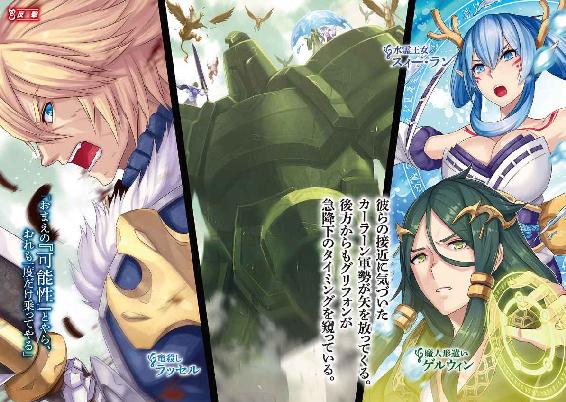 水霊王女
スィー・ラン
彼らの接近に気づいた
カーラーン軍勢が矢を放ってくる。
後方からもグリフォンが
急降下のタイミングを窺っている。
魔人形遣い
ゲルウィン
反撃
「おまえの『可能性』とやら、
おれも一度だけ乗ってやる」
竜殺し
ラッセル